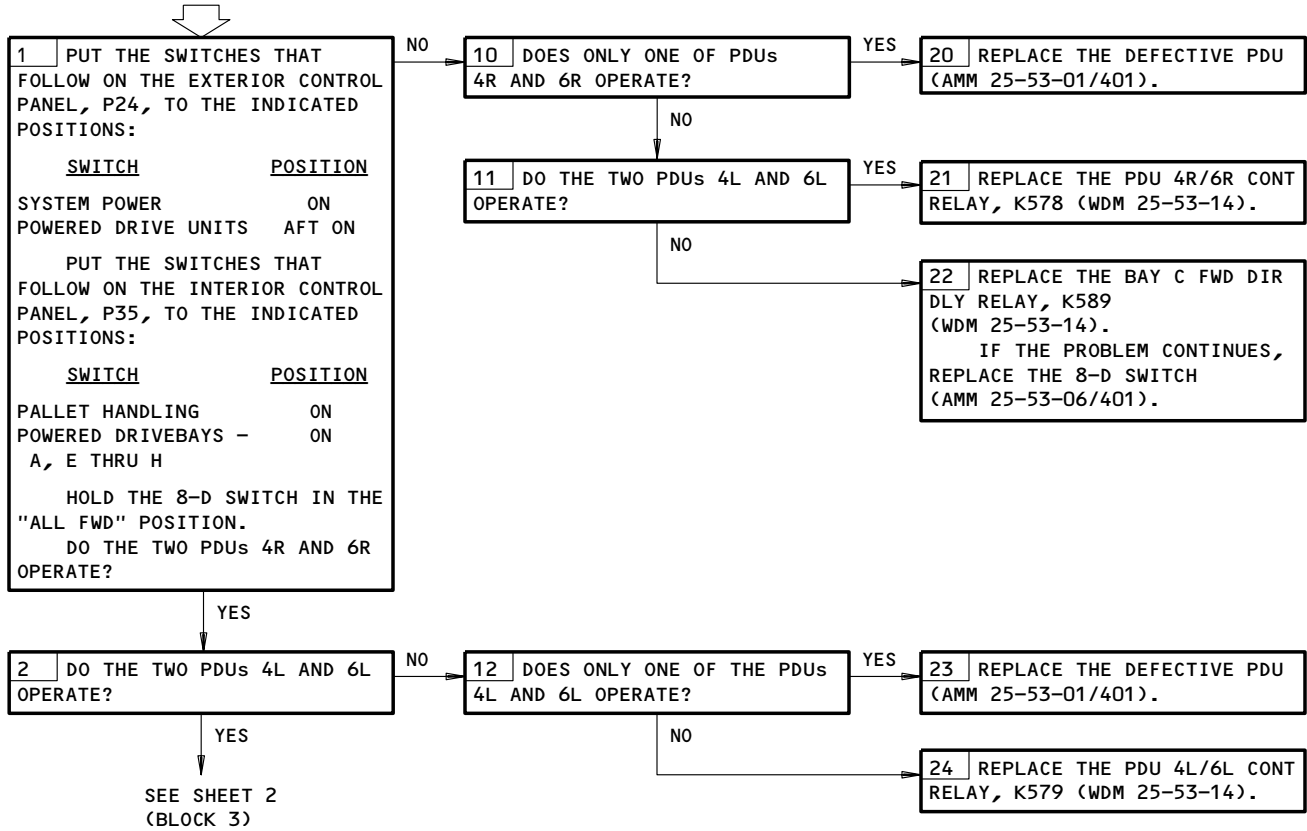 1 PUT THE SWITCHES THAT
FOLLOW ON THE EXTERIOR CONTROL
PANEL, P24, TO THE INDICATED
POSITIONS:
SWITCH POSITION
SYSTEM POWER ON
POWERED DRIVE UNITS AFT ON
PUT THE SWITCHES THAT
FOLLOW ON THE INTERIOR CONTROL
PANEL, P35, TO THE INDICATED
POSITIONS:
SWITCH POSITION
PALLET HANDLING ON
POWERED DRIVEBAYS – ON
A, E THRU H
HOLD THE 8–D SWITCH IN THE
"ALL FWD" POSITION.
DO THE TWO PDUs 4R AND 6R
OPERATE?
NO
10 DOES ONLY ONE OF PDUs
4R AND 6R OPERATE?
YES
20 REPLACE THE DEFECTIVE PDU
(AMM 25–53–01/401).
NO
11 DO THE TWO PDUs 4L AND 6L
OPERATE?
YES
21 REPLACE THE PDU 4R/6R CONT
RELAY, K578 (WDM 25–53–14).
NO
22 REPLACE THE BAY C FWD DIR
DLY RELAY, K589
(WDM 25–53–14).
IF THE PROBLEM CONTINUES,
REPLACE THE 8–D SWITCH
(AMM 25–53–06/401).
YES
2 DO THE TWO PDUs 4L AND 6L
OPERATE?
NO
12 DOES ONLY ONE OF THE PDUs
4L AND 6L OPERATE?
YES
23 REPLACE THE DEFECTIVE PDU
(AMM 25–53–01/401).
NO
24 REPLACE THE PDU 4L/6L CONT
RELAY, K579 (WDM 25–53–14).
YES
SEE SHEET 2
(BLOCK 3)